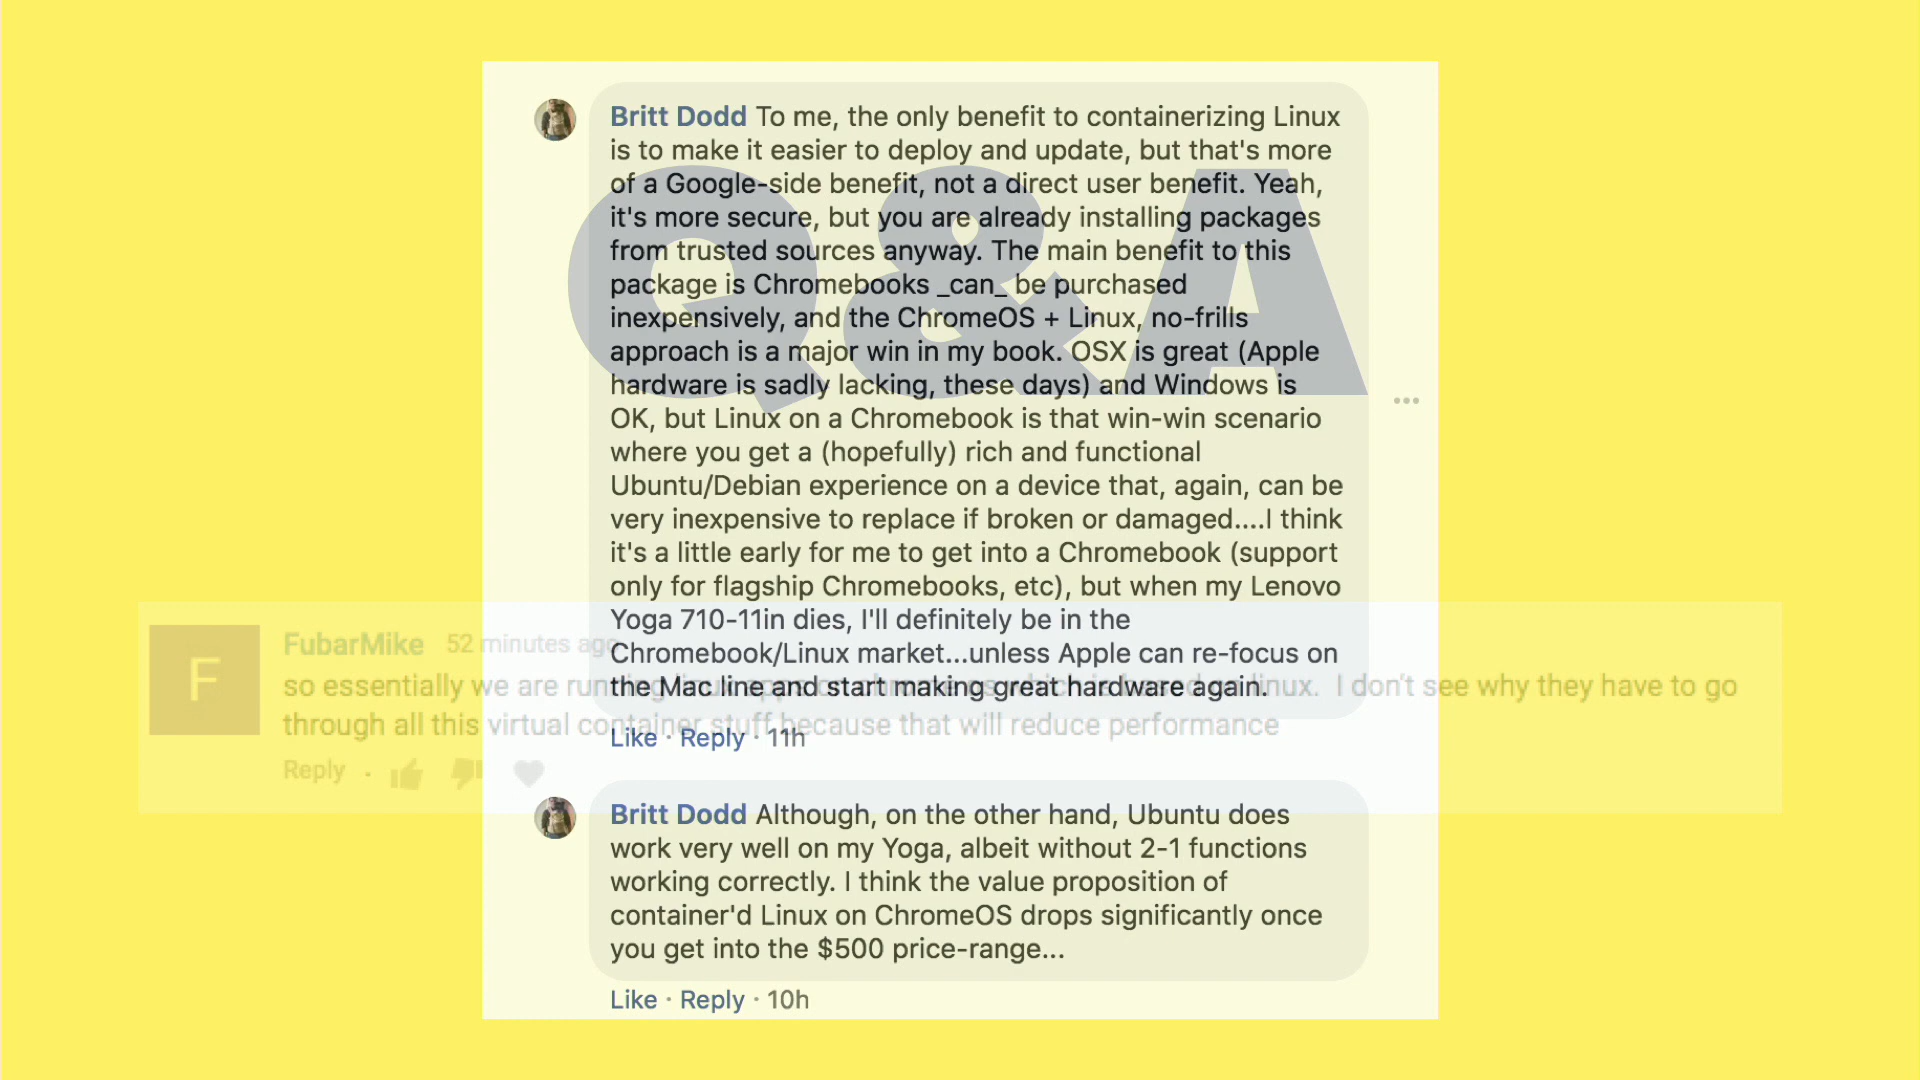 Britt Dodd To me, the only benefit to containerizing Linux
is to make it easier to deploy and update, but that's more
of a Google-side benefit, not a direct user benefit. Yeah,
it's more secure, but you are already installing packages
from trusted sources anyway. The main benefit to this
package is Chromebooks _can_ be purchased
inexpensively, and the ChromeOS + Linux, no-frills
approach is a major win in my book. OSX is great (Apple
hardware is sadly lacking, these days) and Windows is
OK, but Linux on a Chromebook is that win-win scenario
where you get a (hopefully) rich and functional
Ubuntu/Debian experience on a device that, again, can be
very inexpensive to replace if broken or damaged....I think
it's a little early for me to get into a Chromebook (support
only for flagship Chromebooks, etc), but when my Lenovo
Yoga 710-11in dies, I'll definitely be in the
Chromebook/Linux market...unless Apple can re-focus on
the Mac line and start making great hardware again.
Like · Reply · 11h
Q&A
F
FubarMike 52 minutes ago
so essentially we are running linux apps on chrome os which is based on linux. I don't see why they have to go
through all this virtual container stuff because that will reduce performance
Reply
Britt Dodd Although, on the other hand, Ubuntu does
work very well on my Yoga, albeit without 2-1 functions
working correctly. I think the value proposition of
container'd Linux on ChromeOS drops significantly once
you get into the $500 price-range...
Like · Reply · 10h